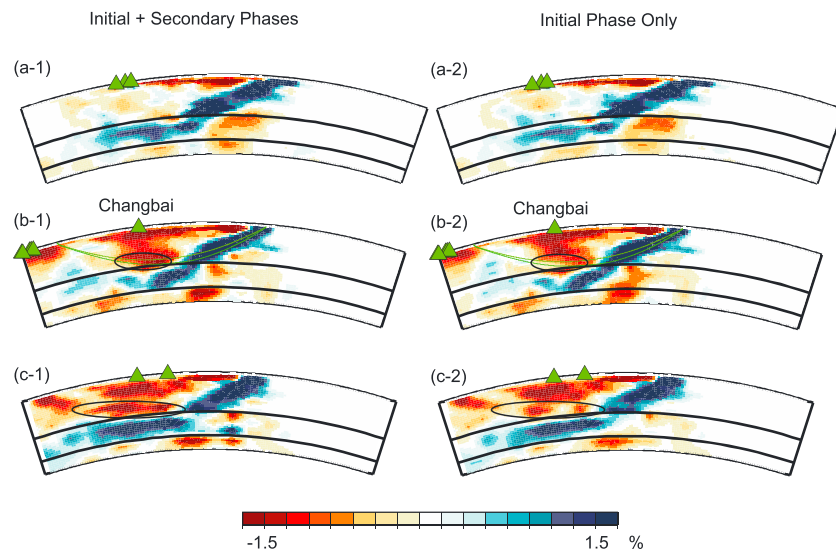 Initial + Secondary Phases
Initial Phase Only
(a-1)
(a-2)
Changbai
Changbai
(b-1)
(b-2)
(c-1)
(c-2)
-1.5
1.5 %